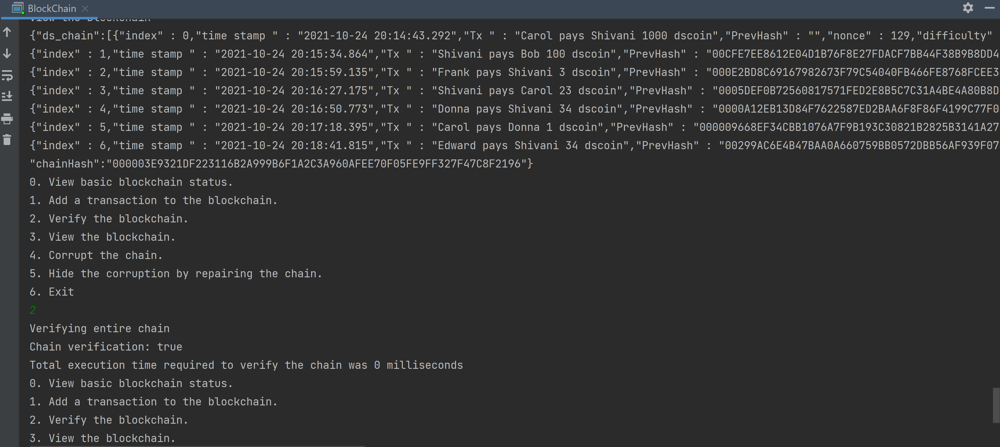 BlockChain
View the Blockchain
{"ds_chain":[{"index" : 0,"time stamp " : "2021-10-24 20:14:43.292","Tx " : "Carol pays Shivani 1000 dscoin","PrevHash" : "","nonce" : 129,"difficulty"
{"index" : 1,"time stamp " : "2021-10-24 20:15:34.864","Tx " : "Shivani pays Bob 100 dscoin","PrevHash" : "00CFE7EE8612E04D1B76F8E27FDACF7BB44F38B9B8DD4
{"index" : 2,"time stamp " : "2021-10-24 20:15:59.135","Tx " : "Frank pays Shivani 3 dscoin","PrevHash" : "000E2BD8C69167982673F79C54040FB466FE8768FCEE3
{"index" : 3,"time stamp " : "2021-10-24 20:16:27.175","Tx " : "Shivani pays Carol 23 dscoin","PrevHash" : "0005DEF0B72560817571FED2E8B5C7C31A4BE4A80B8D
{"index" : 4,"time stamp " : "2021-10-24 20:16:50.773","Tx " : "Donna pays Shivani 34 dscoin","PrevHash" : "0000A12EB13D84F7622587ED2BAA6F8F86F4199C77F0
{"index" : 5,"time stamp " : "2021-10-24 20:17:18.395","Tx " : "Carol pays Donna 1 dscoin","PrevHash" : "000009668EF34CBB1076A7F9B193C30821B2825B3141A27
{"index" : 6,"time stamp " : "2021-10-24 20:18:41.815","Tx " : "Edward pays Shivani 34 dscoin","PrevHash" : "00299AC6E4B47BAA0A660759BB0572DBB56AF939F07
"chainHash":"000003E9321DF223116B2A999B6F1A2C3A960AFEE70F05FE9FF327F47C8F2196"}
0. View basic blockchain status.
1. Add a transaction to the blockchain.
2. Verify the blockchain.
3. View the blockchain.
4. Corrupt the chain.
5. Hide the corruption by repairing the chain.
6. Exit
2
Verifying entire chain
Chain verification: true
Total execution time required to verify the chain was 0 milliseconds
0. View basic blockchain status.
1. Add a transaction to the blockchain.
2. Verify the blockchain.
3. View the blockchain.